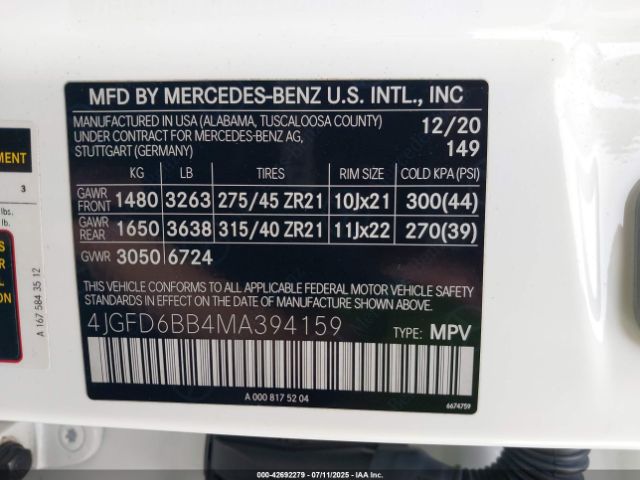 MFD BY MERCEDES-BENZ U.S. INTL., INC
MANUFACTURED IN USA (ALABAMA, TUSCALOOSA COUNTY) 12/20
UNDER CONTRACT FOR MERCEDES-BENZ AG,
STUTTGART (GERMANY) 149
KG LB TIRES RIM SIZE COLD KPA (PSI)
GAWR FRONT 1480 3263 275/45 ZR21 10Jx21 300(44)
GAWR REAR 1650 3638 315/40 ZR21 11Jx22 270(39)
GVWR 3050 6724
THIS VEHICLE CONFORMS TO ALL APPLICABLE FEDERAL MOTOR VEHICLE SAFETY
STANDARDS IN EFFECT ON THE DATE OF MANUFACTURE SHOWN ABOVE.
4JGFD6BB4MA394159 TYPE: MPV
A 000 817 52 04 6674759
MENT
3
lbs.
A 167 584 35 12
000-42692279 - 07/11/2025 - IAA Inc.